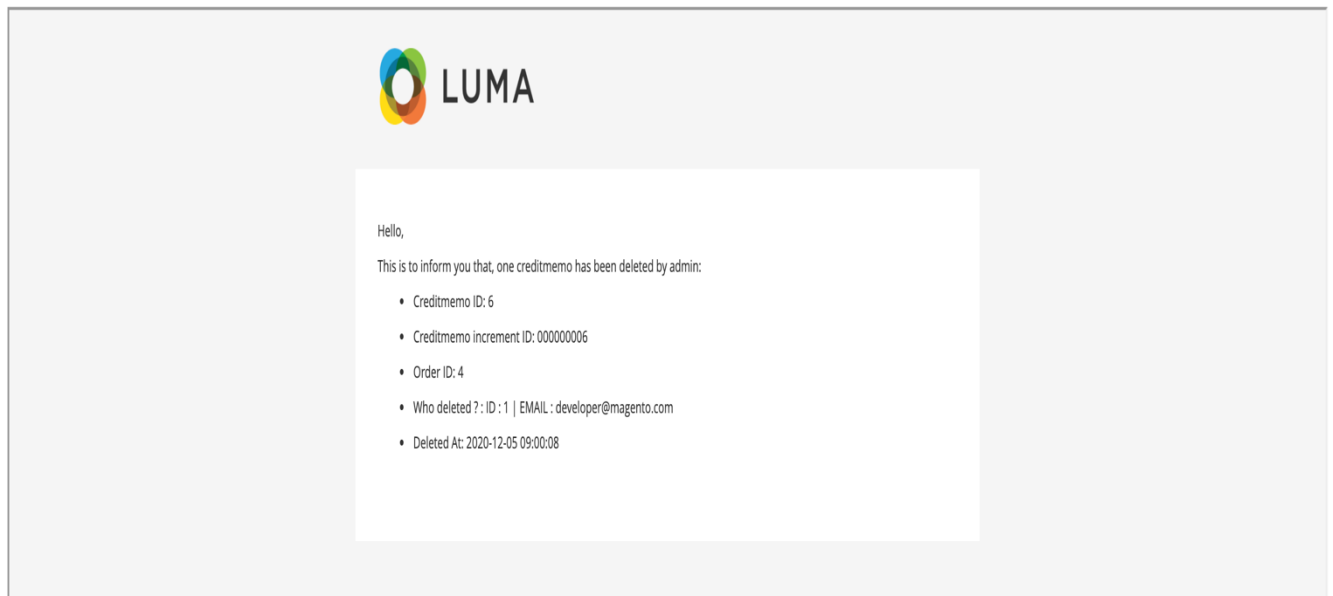 LUMA
Hello,
This is to inform you that, one creditmemo has been deleted by admin:
• Creditmemo ID: 6
• Creditmemo increment ID: 000000006
• Order ID: 4
• Who deleted ? : ID : 1 | EMAIL : developer@magento.com
• Deleted At: 2020-12-05 09:00:08